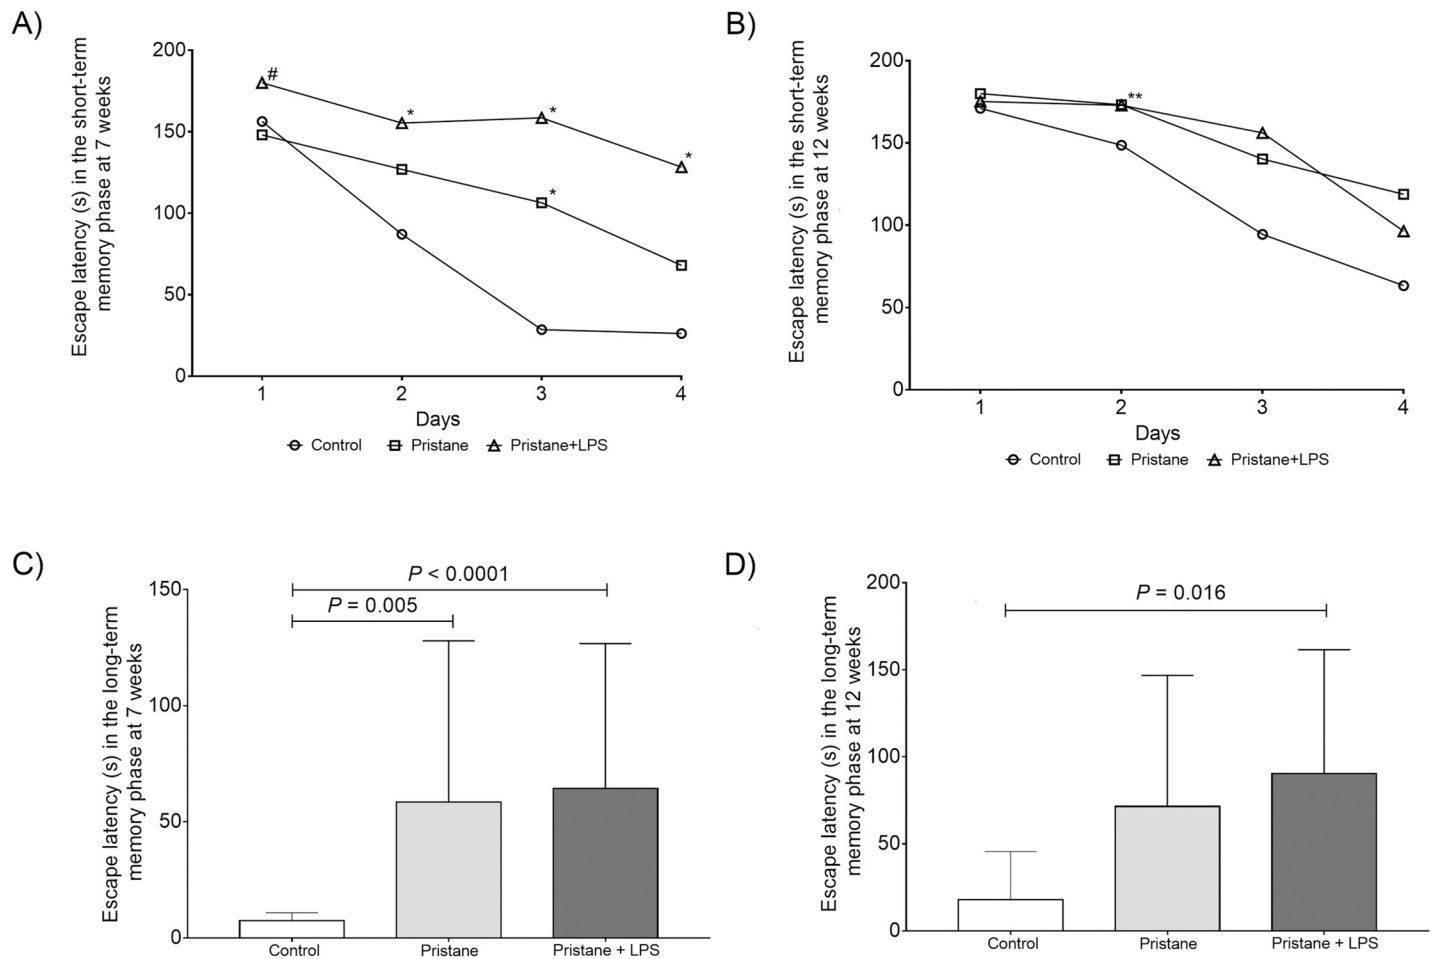 A)
Escape latency (s) in the short-term
memory phase at 7 weeks
200
150
100
50
0
#
*
*
*
*
1 2 3 4
Days
Control Pristane Pristane+LPS
B)
Escape latency (s) in the short-term
memory phase at 12 weeks
200
150
100
50
0
**
1 2 3 4
Days
Control Pristane Pristane+LPS
C)
Escape latency (s) in the long-term
memory phase at 7 weeks
150
100
50
0
P < 0.0001
P = 0.005
Control Pristane Pristane + LPS
D)
Escape latency (s) in the long-term
memory phase at 12 weeks
200
150
100
50
0
P = 0.016
Control Pristane Pristane + LPS